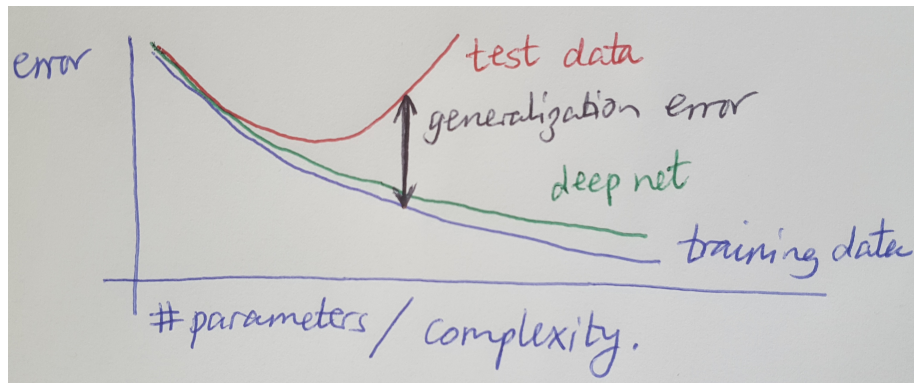 error
test data
generalization error
deep net
training data
#parameters / complexity.